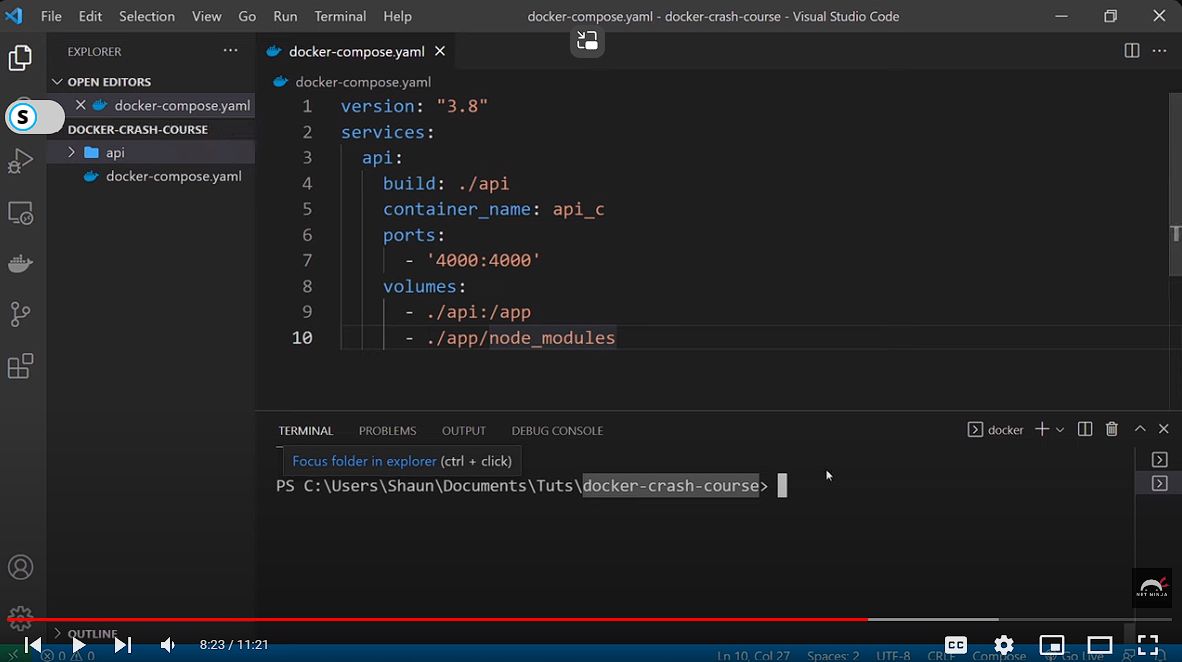 File Edit Selection View Go Run Terminal Help docker-compose.yaml - docker-crash-course - Visual Studio Code
EXPLORER
docker-compose.yaml
OPEN EDITORS
docker-compose.yaml
DOCKER-CRASH-COURSE
api
docker-compose.yaml
S
docker-compose.yaml
1 version: "3.8"
2 services:
3 api:
4 build: ./api
5 container_name: api_c
6 ports:
7 - '4000:4000'
8 volumes:
9 - ./api:/app
10 - ./app/node_modules
TERMINAL PROBLEMS OUTPUT DEBUG CONSOLE docker
Focus folder in explorer (ctrl + click)
PS C:\Users\Shaun\Documents\Tuts\docker-crash-course>
NET NINJA
OUTLINE
8:23 / 11:21 CC
0 0 Ln 10, Col 27 Spaces: 2 UTF-8 CRLF Compose Go Live